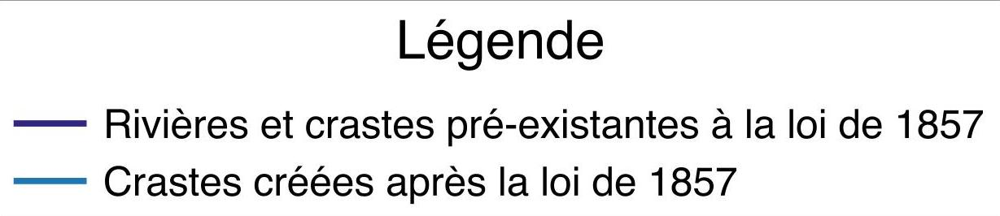 Légende
Rivières et crastes pré-existantes à la loi de 1857
Crastes créées après la loi de 1857